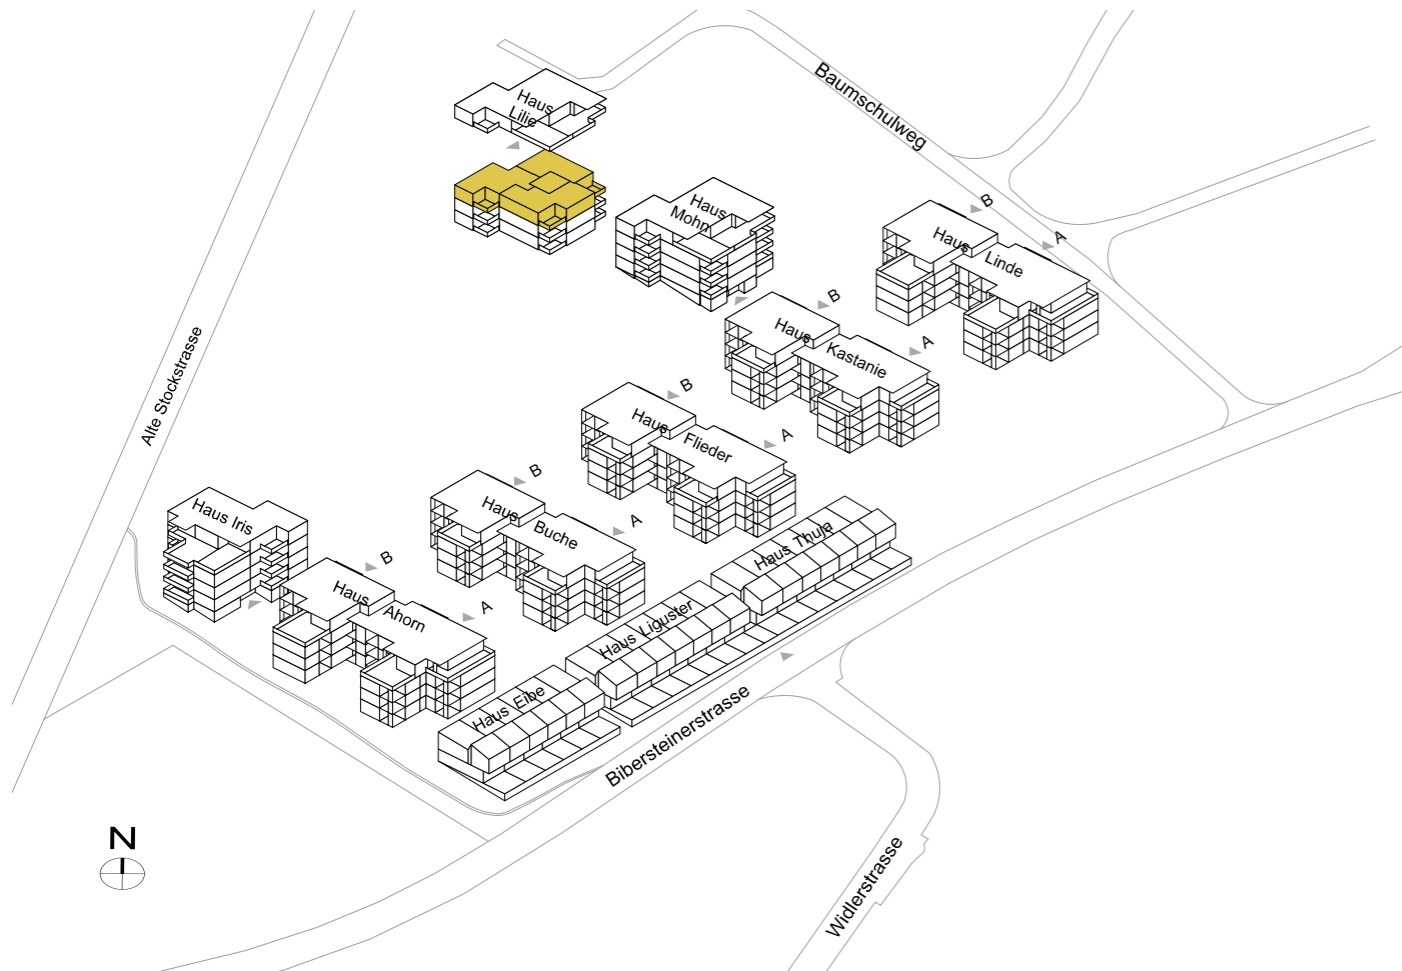 Haus
Lilie
Baumschulweg
Haus
Mohn
B
A
Haus
Linde
B
A
Haus
Kastanie
Alte Stockstrasse
B
A
Haus
Flieder
B
A
Haus
Buche
Haus Iris
B
A
Haus
Ahorn
Haus Thuja
Haus Liguster
Haus Eibe
Bibersteinerstrasse
Widlerstrasse
N